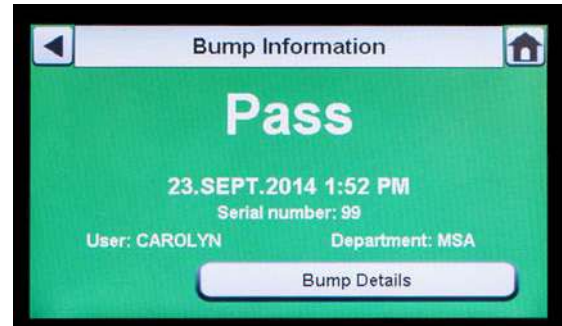 Bump Information
Pass
23.SEPT.2014 1:52 PM
Serial number: 99
User: CAROLYN Department: MSA
Bump Details